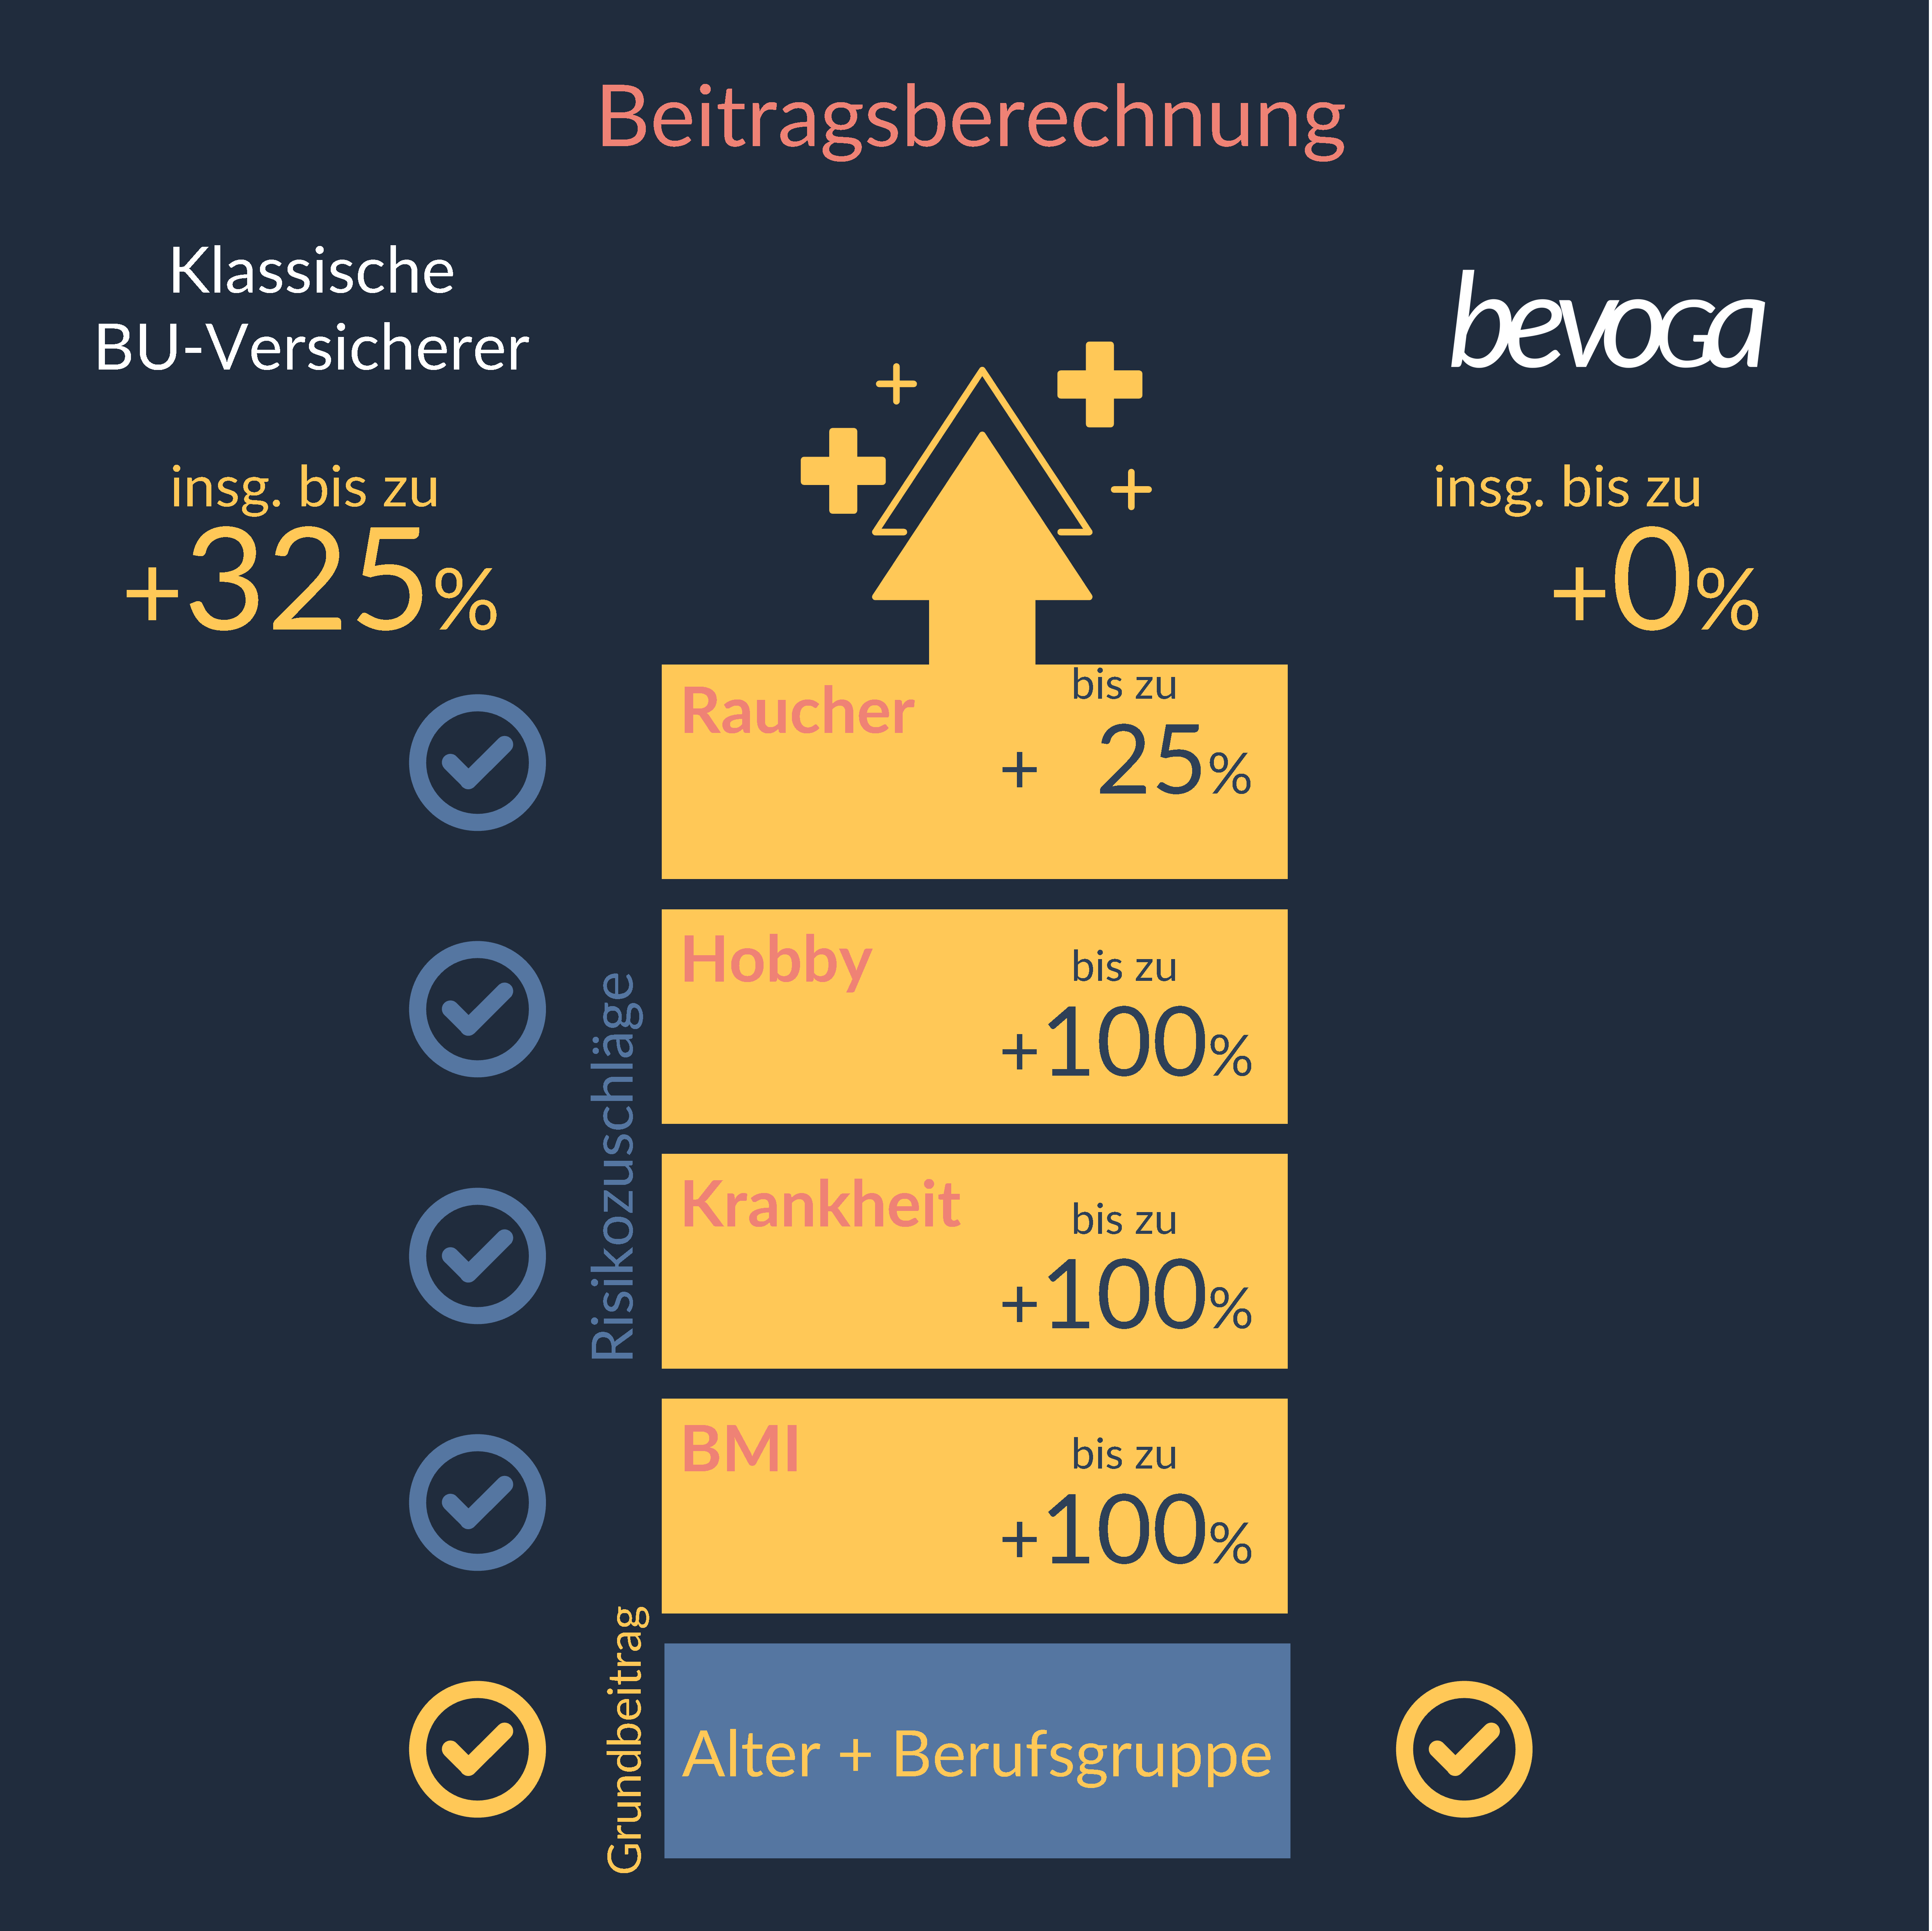 Beitragsberechnung
Klassische
BU-Versicherer
bevoga
insg. bis zu
+325%
insg. bis zu
+0%
Risikozuschläge
Raucher
bis zu
+ 25%
Hobby
bis zu
+100%
Krankheit
bis zu
+100%
BMI
bis zu
+100%
Grundbeitrag
Alter + Berufsgruppe